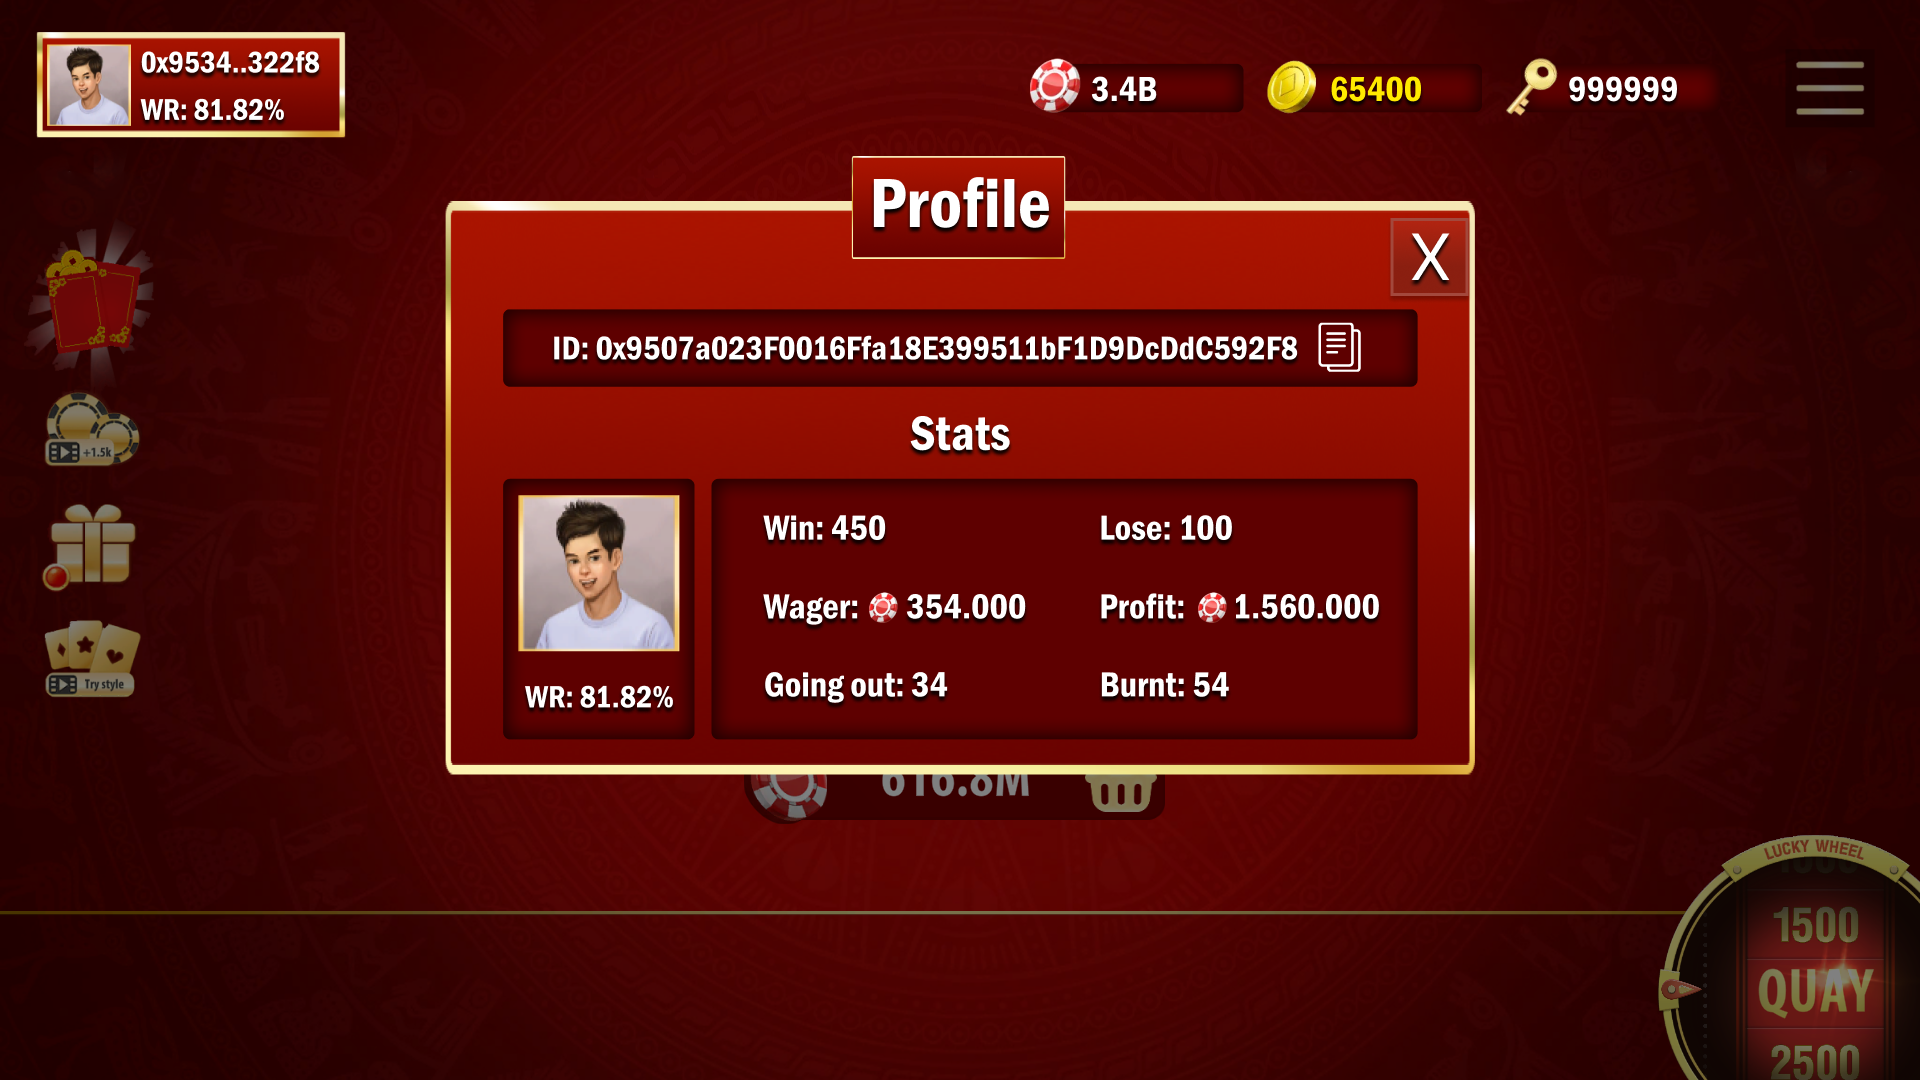 0x9534..322f8
WR: 81.82%
3.4B
65400
999999
Profile
X
ID: 0x9507a023F0016Ffa18E399511bF1D9DcDdC592F8
Stats
Win: 450
Lose: 100
Wager: 354.000
Profit: 1.560.000
Going out: 34
Burnt: 54
WR: 81.82%
+1.5k
Try style
616.8M
LUCKY WHEEL
1500
QUAY
2500